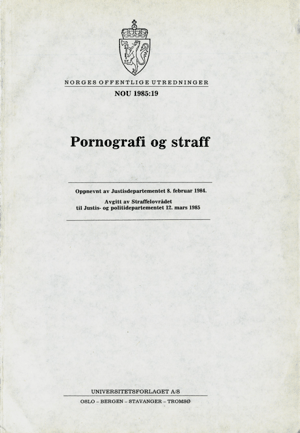 NORGES OFFENTLIGE UTREDNINGER
NOU 1985:19
Pornografi og straff
Oppnevnt av Justisdepartementet 8. februar 1984.
Avgitt av Straffelovrådet
til Justis- og politidepartementet 12. mars 1985
UNIVERSITETSFORLAGET A/S
OSLO – BERGEN – STAVANGER – TROMSØ